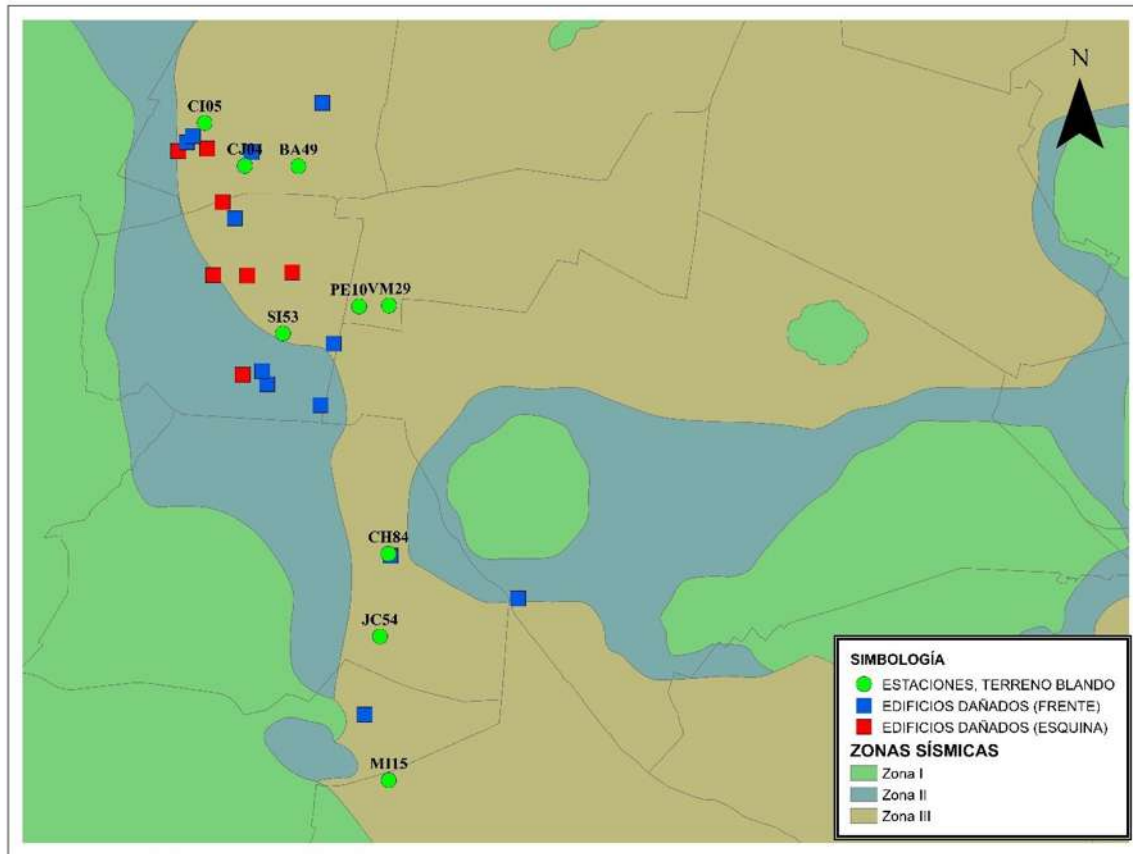 N
CI05
CJ04 BA49
PE10 VM29
SI53
CH84
JC54
MI15
SIMBOLOGÍA
ESTACIONES, TERRENO BLANDO
EDIFICIOS DAÑADOS (FRENTE)
EDIFICIOS DAÑADOS (ESQUINA)
ZONAS SÍSMICAS
Zona I
Zona II
Zona III